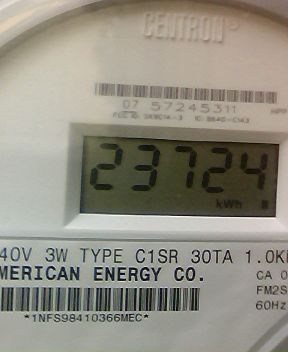 CENTRON®
07 57245311
23724
kWh
40V 3W TYPE C1SR 30TA 1.0K
MERICAN ENERGY CO.
CA 0
FM2S
60Hz
*1NFS98410366MEC*